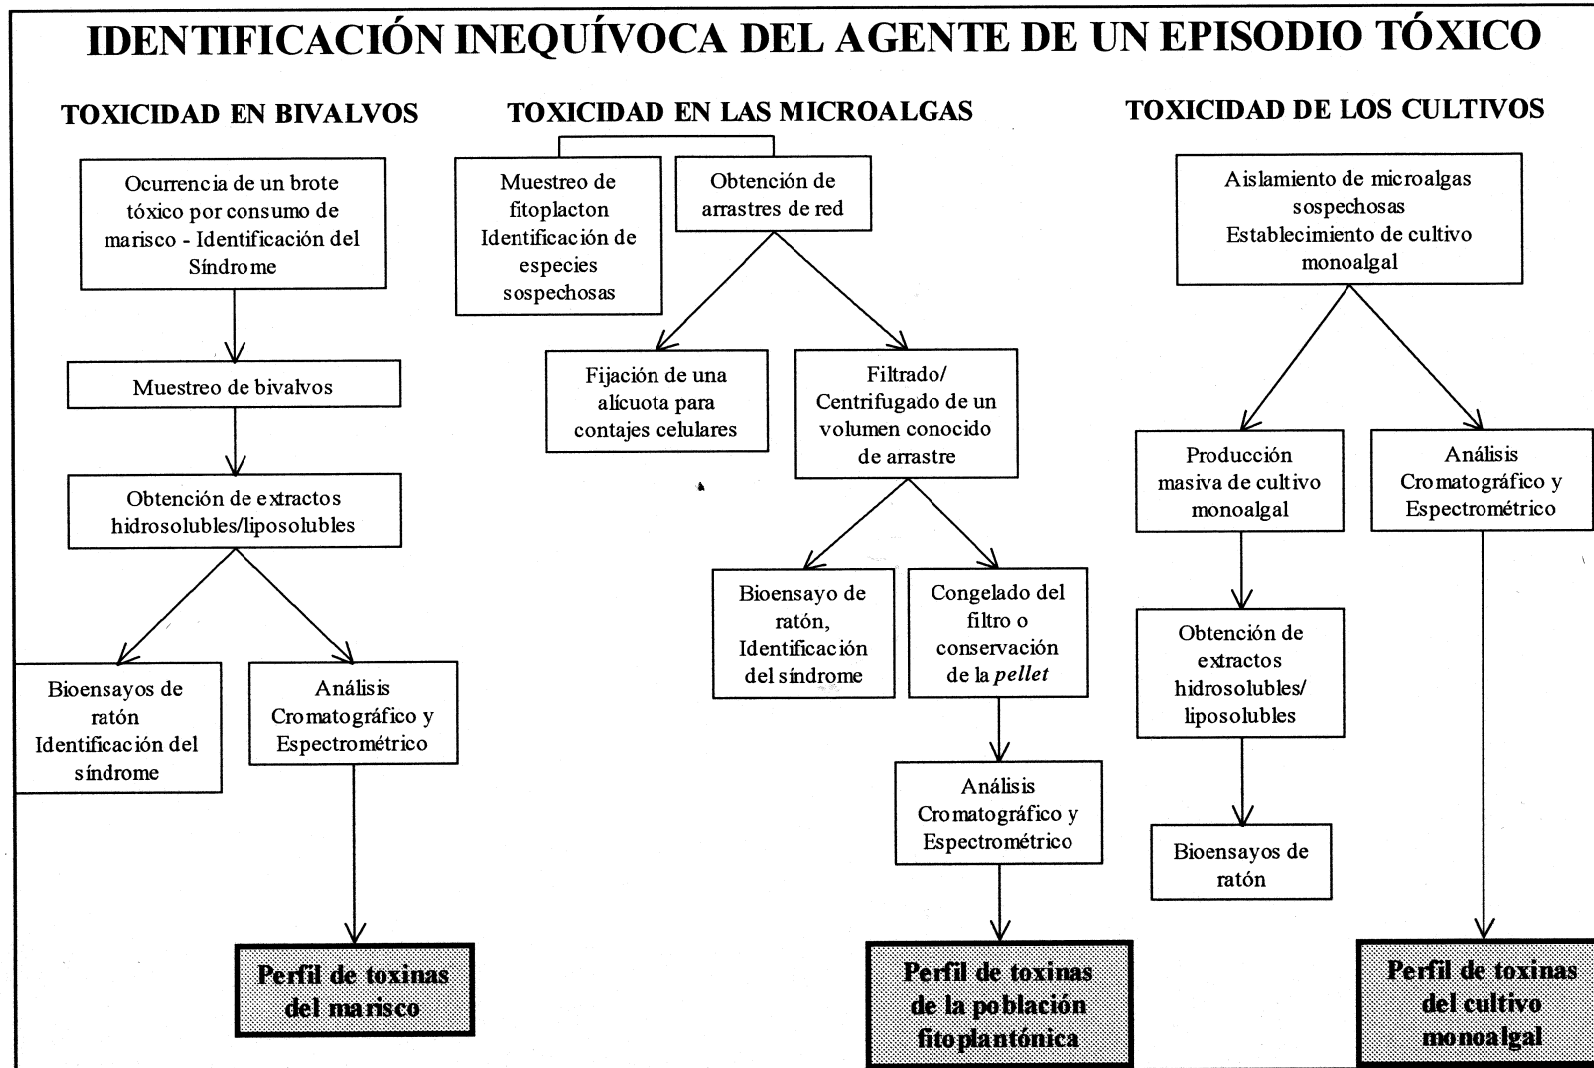 IDENTIFICACIÓN INEQUÍVOCA DEL AGENTE DE UN EPISODIO TÓXICO
TOXICIDAD EN BIVALVOS
Ocurrencia de un brote
tóxico por consumo de
marisco - Identificación del
Síndrome
Muestreo de bivalvos
Obtención de extractos
hidrosolubles/liposolubles
Bioensayos de
ratón
Identificación del
síndrome
Análisis
Cromatográfico y
Espectrométrico
Perfil de toxinas
del marisco
TOXICIDAD EN LAS MICROALGAS
Muestreo de
fitoplacton
Identificación de
especies
sospechosas
Obtención de
arrastres de red
Fijación de una
alícuota para
contajes celulares
Filtrado/
Centrifugado de un
volumen conocido
de arrastre
Bioensayo de
ratón,
Identificación
del síndrome
Congelado del
filtro o
conservación
de la pellet
Análisis
Cromatográfico y
Espectrométrico
Perfil de toxinas
de la población
fitoplantónica
TOXICIDAD DE LOS CULTIVOS
Aislamiento de microalgas
sospechosas
Establecimiento de cultivo
monoalgal
Producción
masiva de cultivo
monoalgal
Obtención de
extractos
hidrosolubles/
liposolubles
Bioensayos de
ratón
Análisis
Cromatográfico y
Espectrométrico
Perfil de toxinas
del cultivo
monoalgal